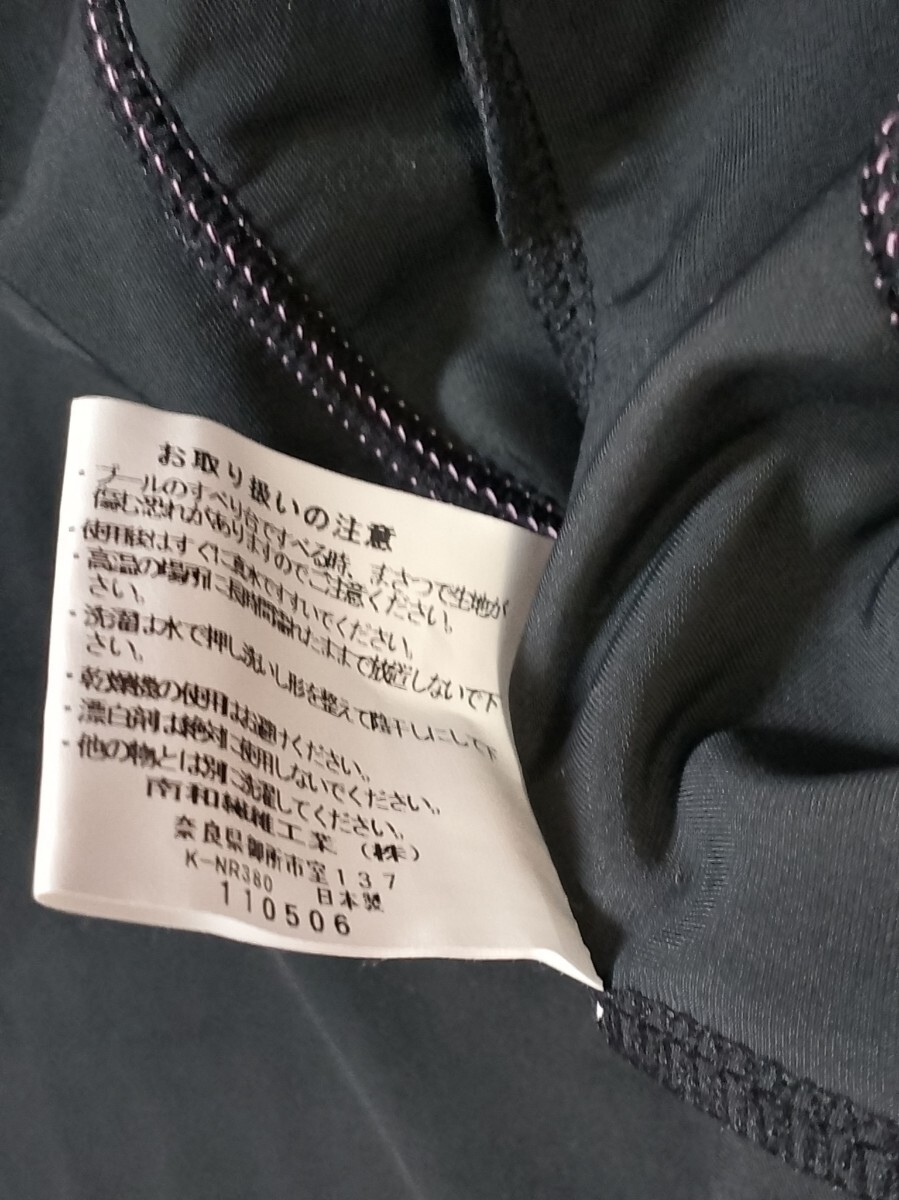 お取り扱いの注意
・プールのすべり台ですべる時、まさつで生地が
傷む恐れがありますのでご注意ください。
・使用後はすぐに真水ですすいでください。
・高温の場所に長時間濡れたままで放置しないで下
さい。
・洗濯は水で押し洗いし形を整えて陰干しにして下
さい。
・乾燥機の使用はお避けください。
・漂白剤は絶対に使用しないでください。
・他の物とは別に洗濯してください。
南和繊維工業（株）
奈良県御所市室１３７
K-NR380 日本製
110506